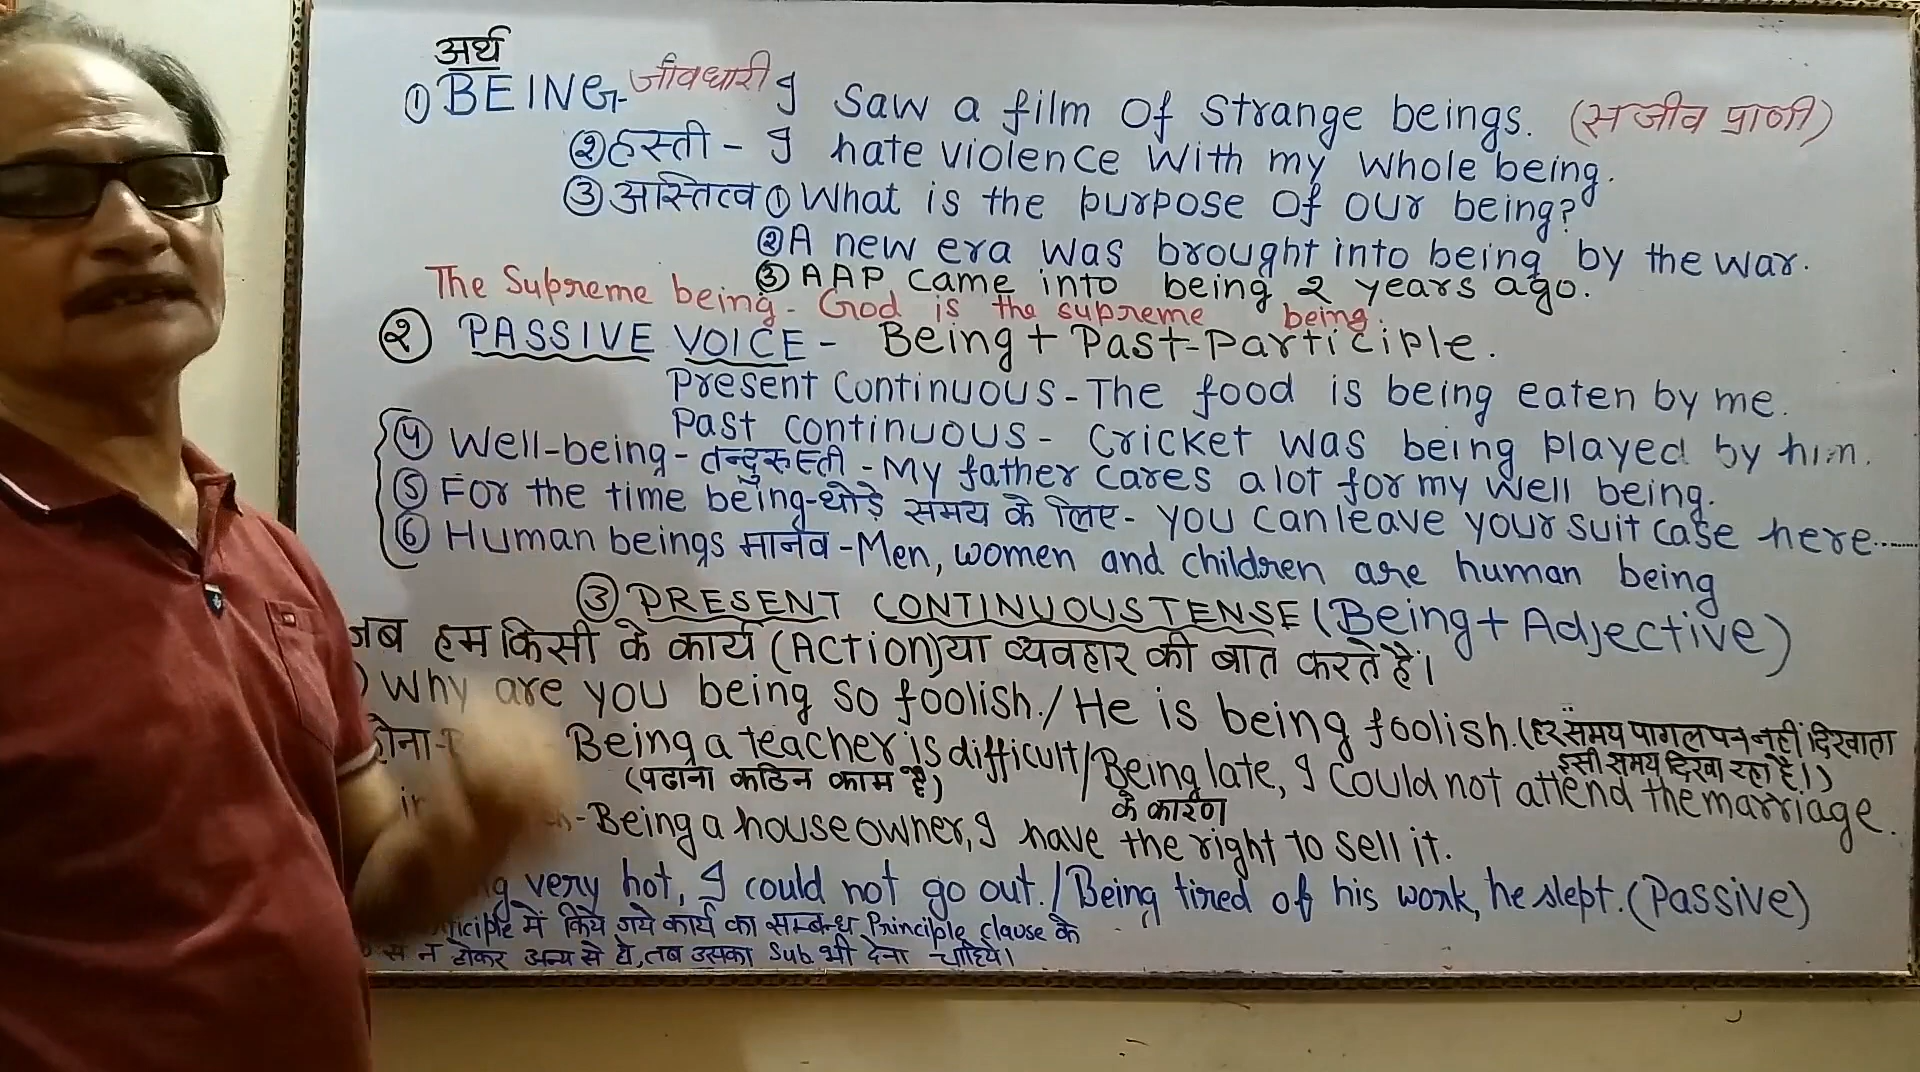 अर्थ
① BEING- जीवधारी I saw a film of strange beings. (सजीव प्राणी)
② हस्ती - I hate violence with my whole being.
③ अस्तित्व ① What is the purpose of our being?
② A new era was brought into being by the war.
③ AAP came into being 2 years ago.
The Supreme being - God is the supreme being.
② PASSIVE VOICE - Being + Past-Participle.
Present Continuous - The food is being eaten by me.
Past continuous - Cricket was being played by him.
④ Well-being - तन्दुरुस्ती - My father cares a lot for my well being.
⑤ For the time being - थोड़े समय के लिए - you can leave your suit case here......
⑥ Human beings मानव - Men, women and children are human being
③ PRESENT CONTINUOUS TENSE (Being + Adjective)
जब हम किसी के कार्य (Action) या व्यवहार की बात करते हैं।
) Why are you being so foolish./ He is being foolish. (हर समय पागलपन नहीं दिखाता
इसी समय दिखा रहा है।)
होना- Being a teacher is difficult/ Being late, I could not attend the marriage.
(पढाना कठिन काम है) के कारण
-Being a house owner, I have the right to sell it.
very hot, I could not go out./ Being tired of his work, he slept. (Passive)
में किये गये कार्य का सम्बन्ध Principle clause के
न होकर अन्य से हो, तब उसका Sub. भी देना चाहिये।